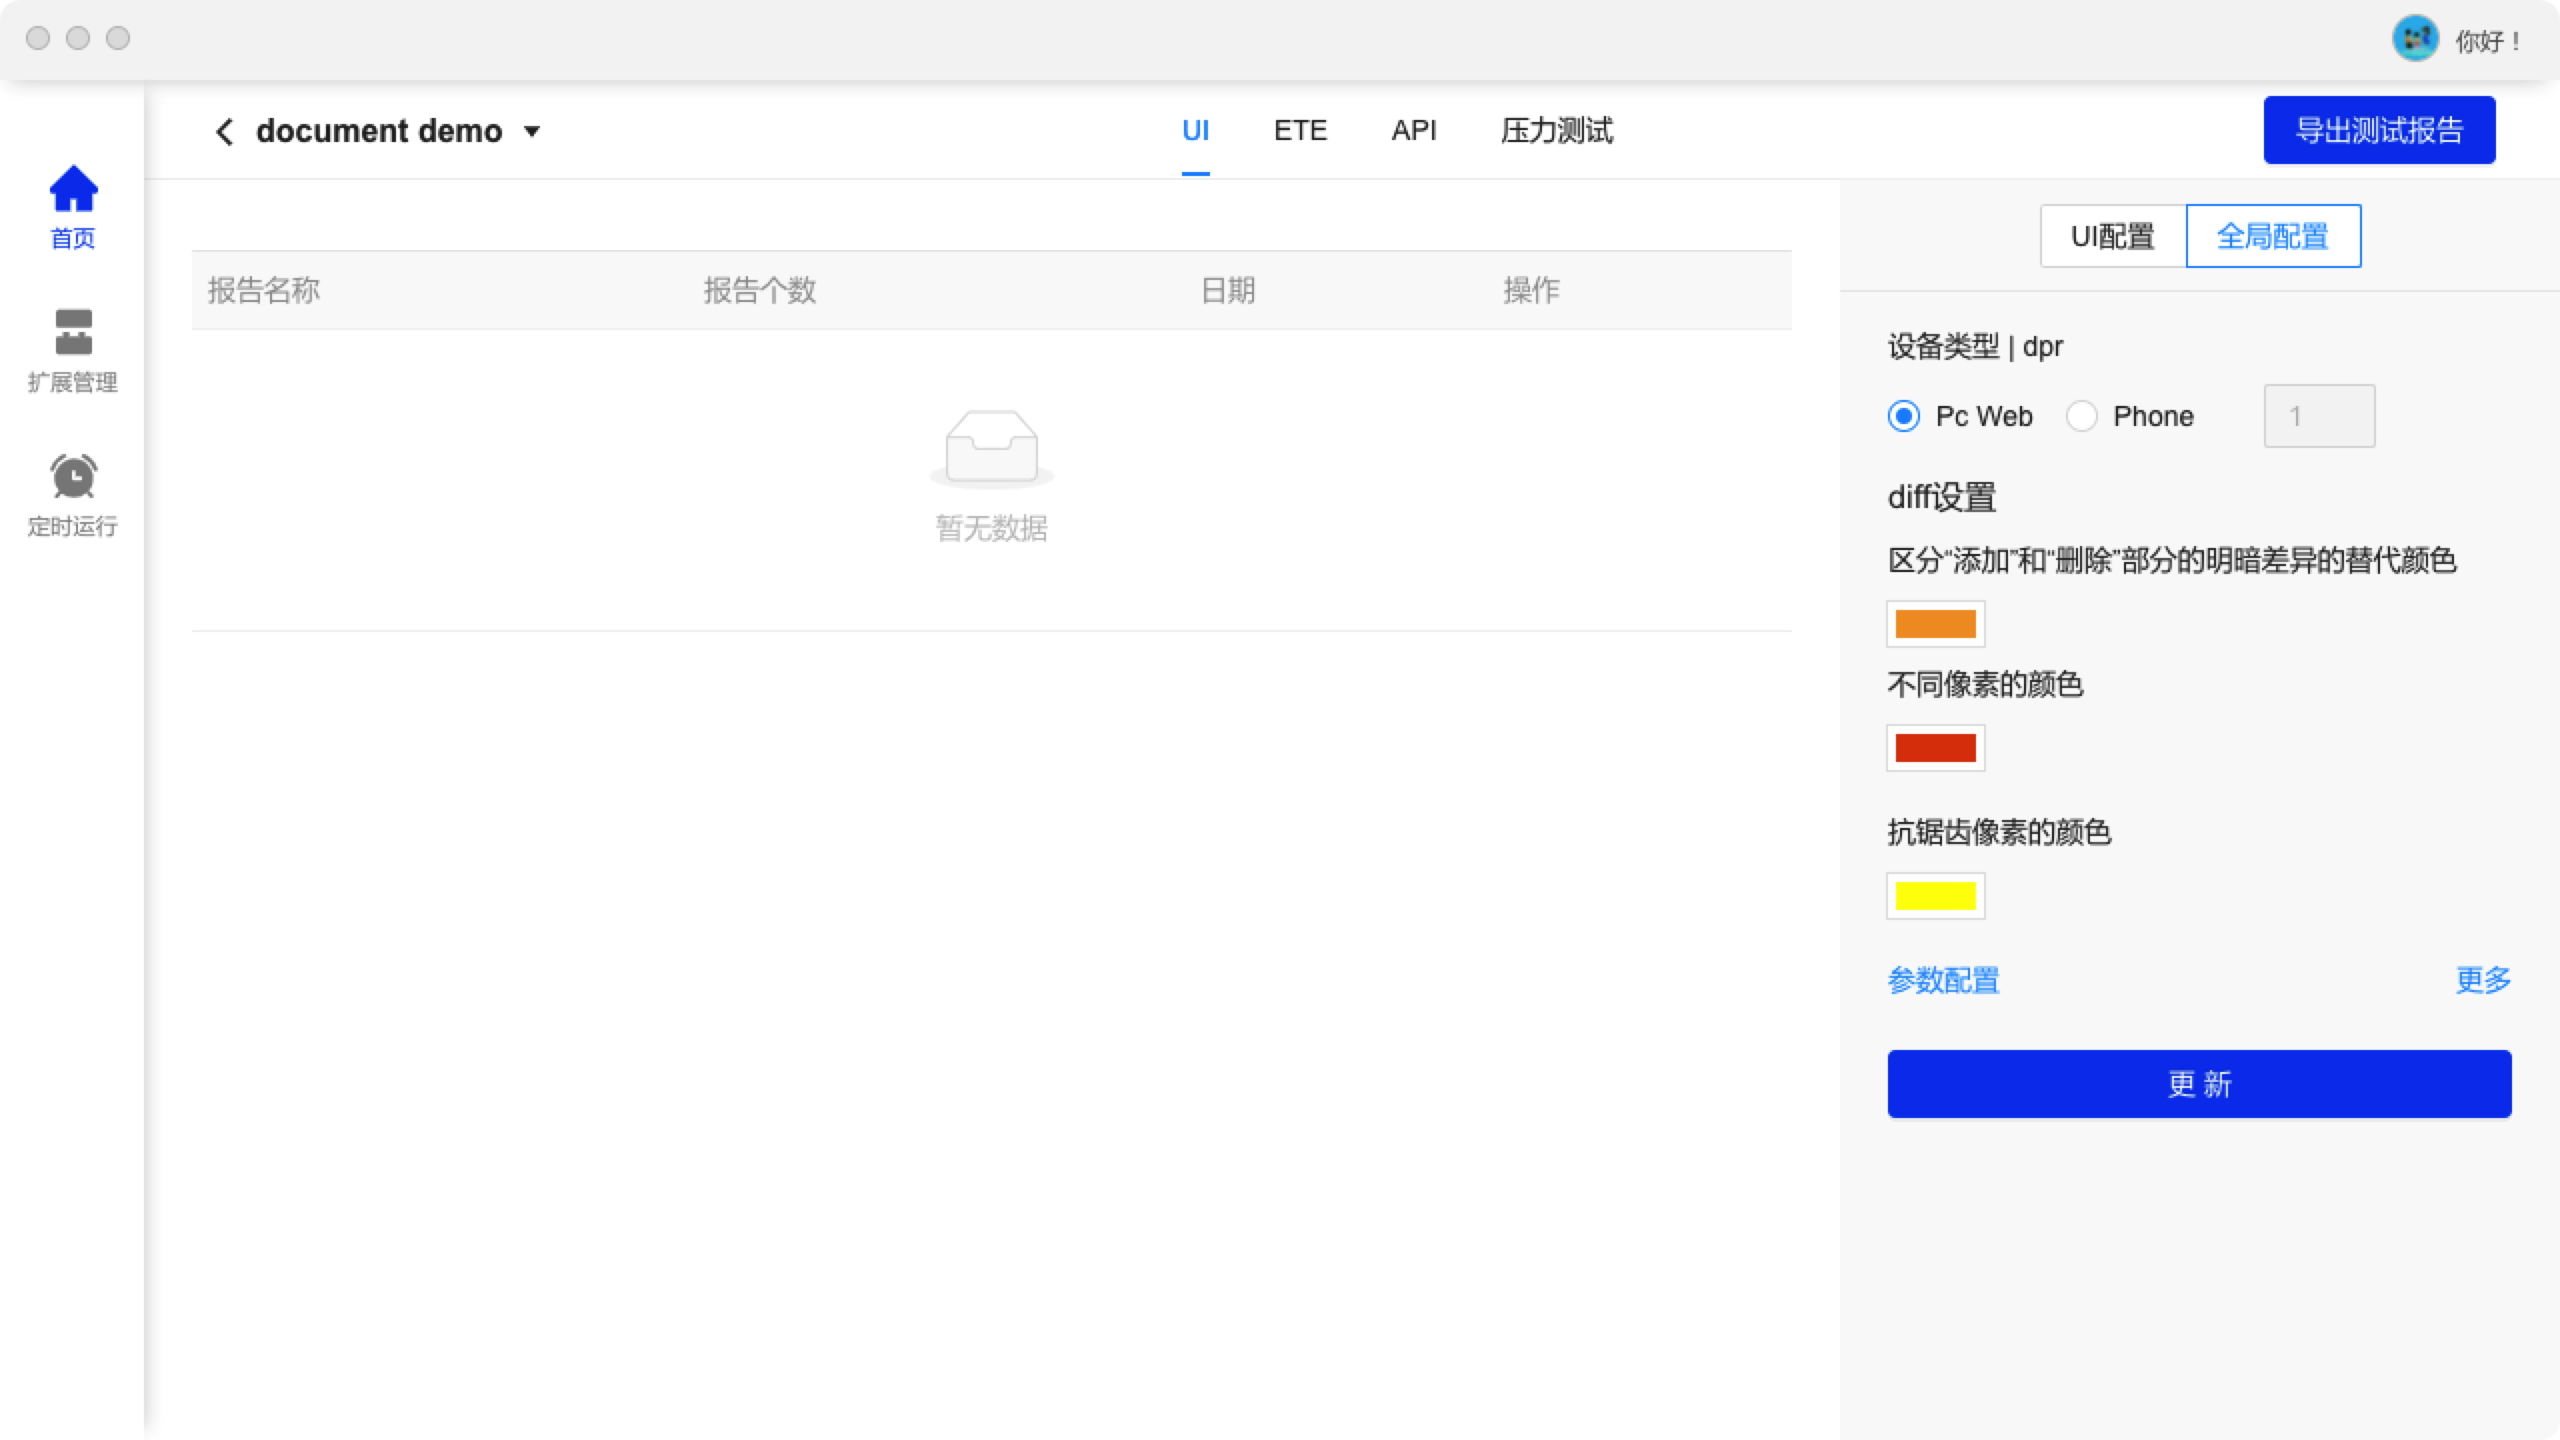 你好！
document demo
UI ETE API 压力测试
导出测试报告
首页
扩展管理
定时运行
报告名称 报告个数 日期 操作
暂无数据
UI配置 全局配置
设备类型 | dpr
Pc Web Phone 1
diff设置
区分“添加”和“删除”部分的明暗差异的替代颜色
不同像素的颜色
抗锯齿像素的颜色
参数配置 更多
更 新